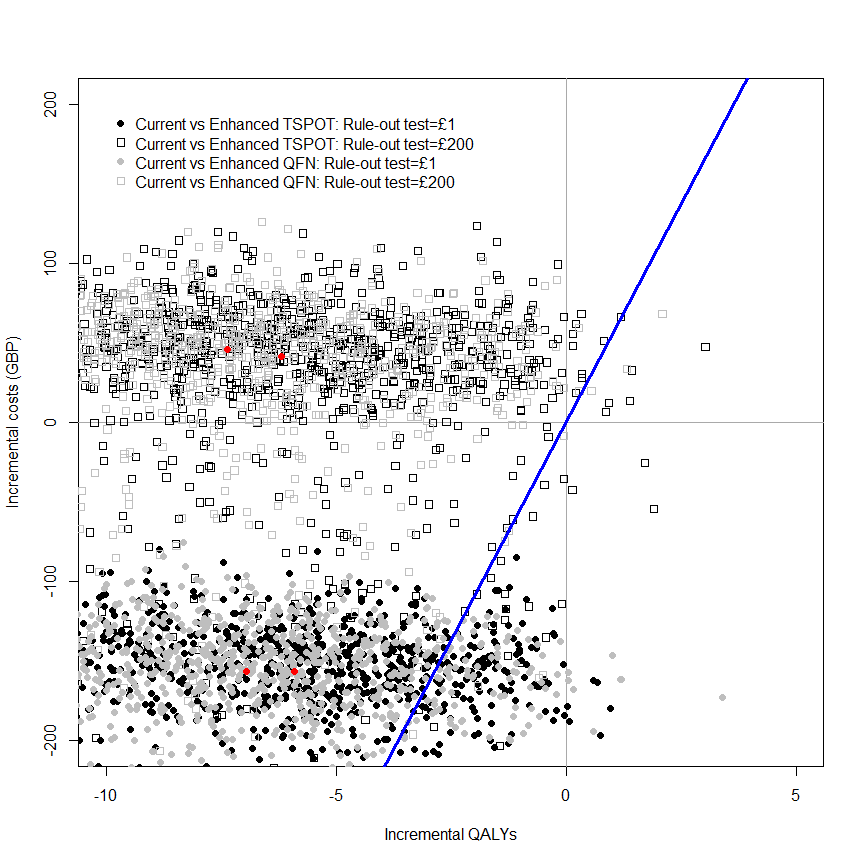 Current vs Enhanced TSPOT: Rule-out test=£1
Current vs Enhanced TSPOT: Rule-out test=£200
Current vs Enhanced QFN: Rule-out test=£1
Current vs Enhanced QFN: Rule-out test=£200
Incremental costs (GBP)
200
100
0
-100
-200
-10
-5
0
5
Incremental QALYs